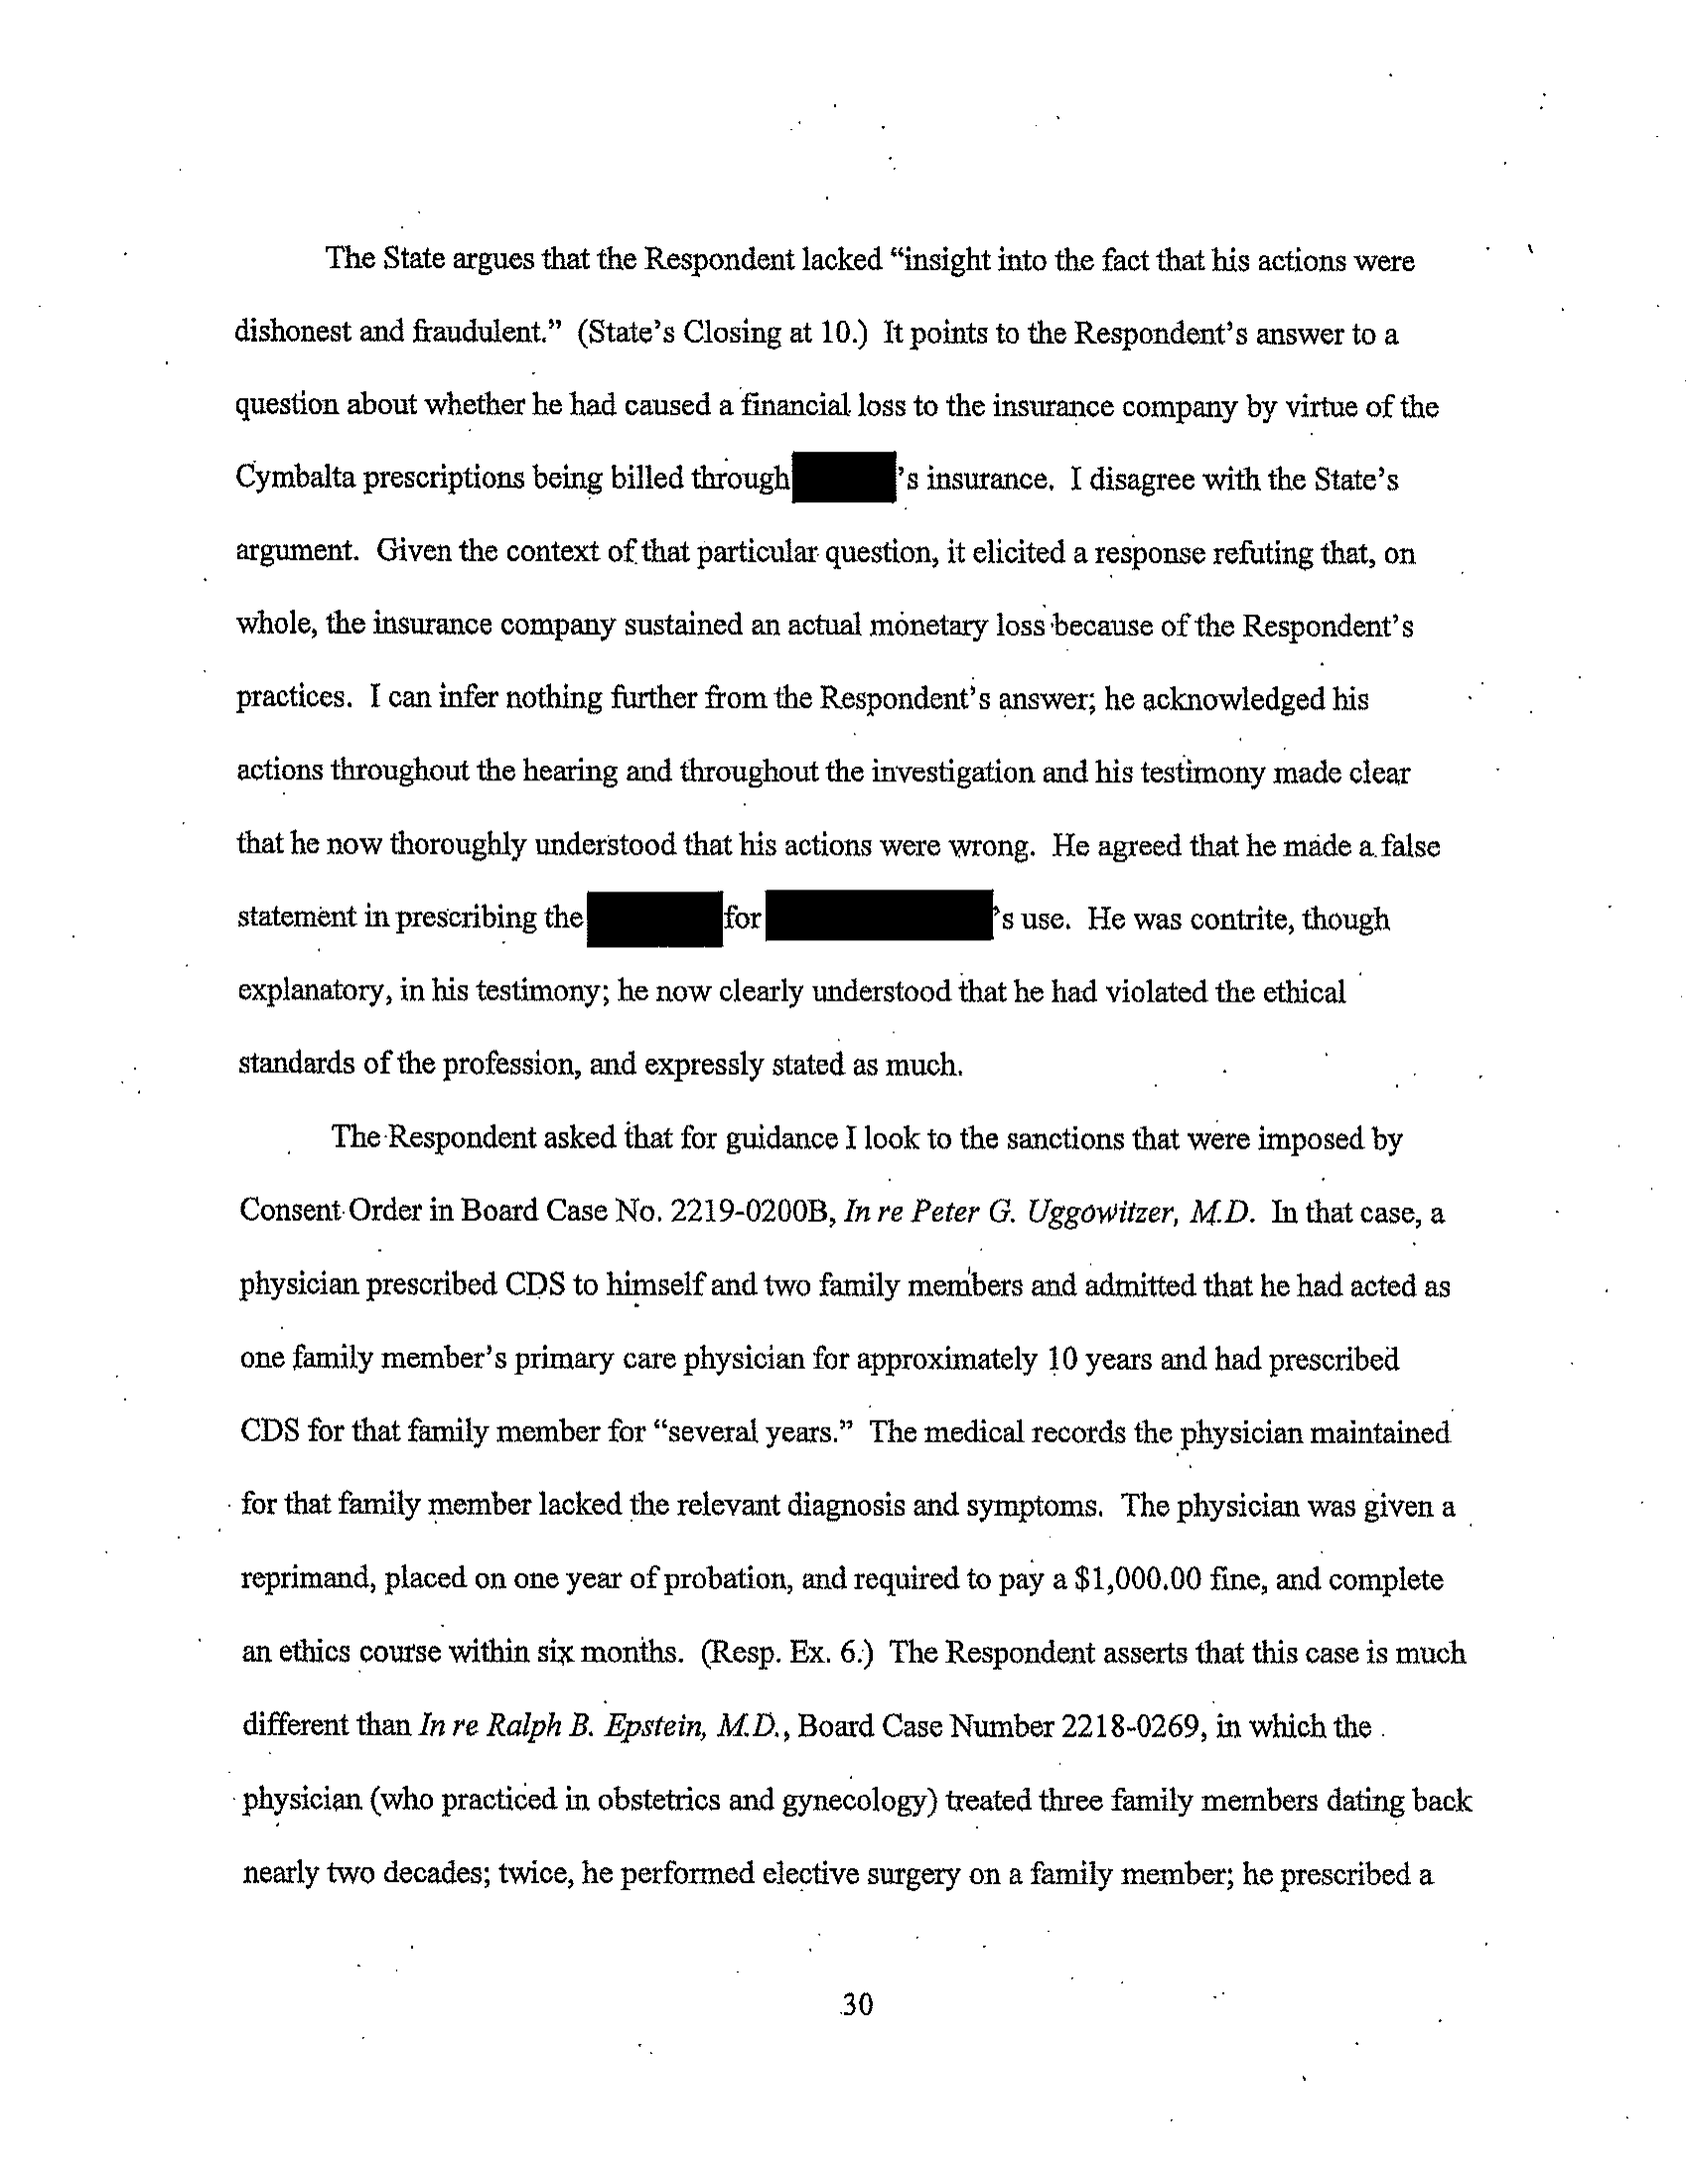 The State argues that the Respondent lacked “insight into the fact that his actions were
dishonest and fraudulent.” (State’s Closing at 10.) It points to the Respondent’s answer to a
question about whether he had caused a financial loss to the insurance company by virtue of the
Cymbalta prescriptions being billed through ’s insurance. I disagree with the State’s
argument. Given the context of that particular question, it elicited a response refuting that, on
whole, the insurance company sustained an actual monetary loss because of the Respondent’s
practices. I can infer nothing further from the Respondent’s answer; he acknowledged his
actions throughout the hearing and throughout the investigation and his testimony made clear
that he now thoroughly understood that his actions were wrong. He agreed that he made a false
statement in prescribing the for ’s use. He was contrite, though
explanatory, in his testimony; he now clearly understood that he had violated the ethical
standards of the profession, and expressly stated as much.
The Respondent asked that for guidance I look to the sanctions that were imposed by
Consent Order in Board Case No. 2219-0200B, In re Peter G. Uggowitzer, M.D. In that case, a
physician prescribed CDS to himself and two family members and admitted that he had acted as
one family member’s primary care physician for approximately 10 years and had prescribed
CDS for that family member for “several years.” The medical records the physician maintained
for that family member lacked the relevant diagnosis and symptoms. The physician was given a
reprimand, placed on one year of probation, and required to pay a $1,000.00 fine, and complete
an ethics course within six months. (Resp. Ex. 6.) The Respondent asserts that this case is much
different than In re Ralph B. Epstein, M.D., Board Case Number 2218-0269, in which the
physician (who practiced in obstetrics and gynecology) treated three family members dating back
nearly two decades; twice, he performed elective surgery on a family member; he prescribed a
30